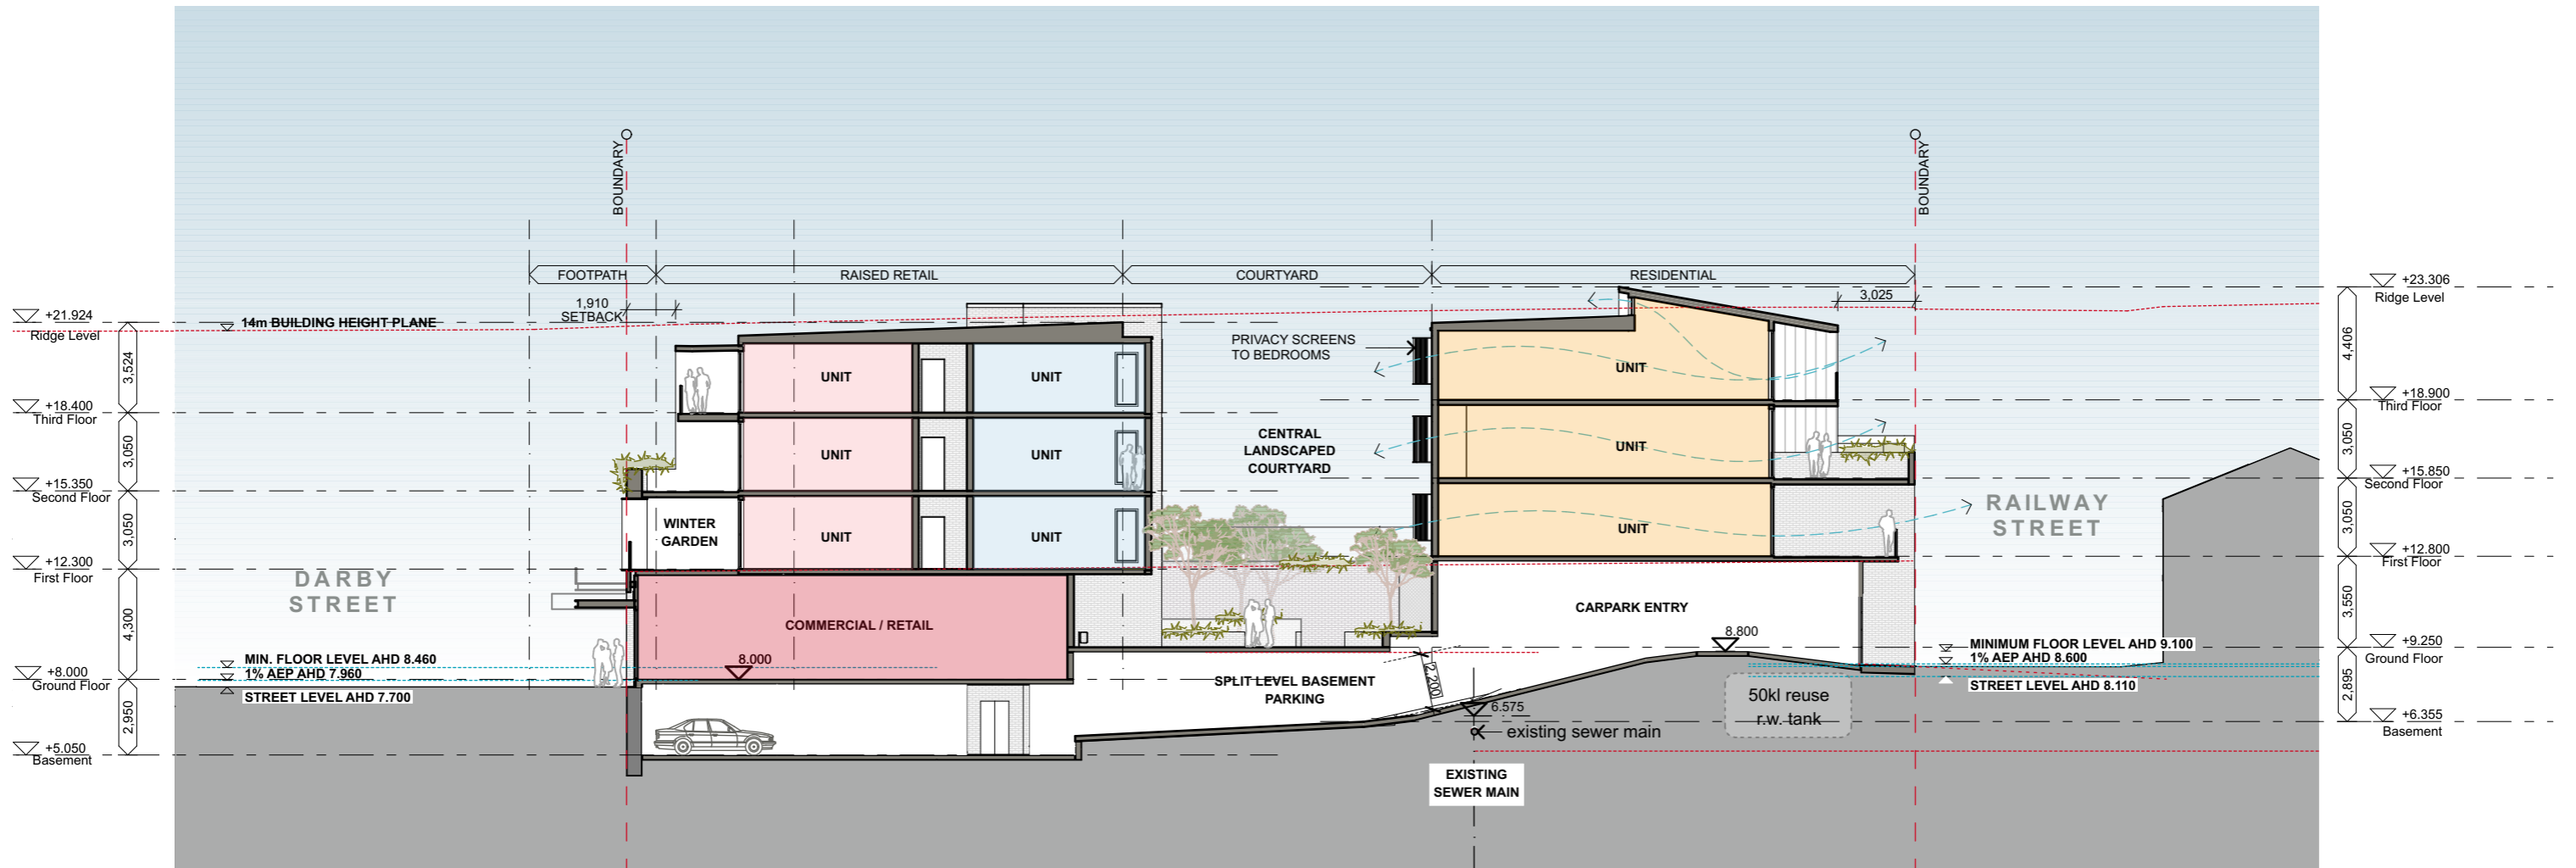 BOUNDARY
BOUNDARY
FOOTPATH
RAISED RETAIL
COURTYARD
RESIDENTIAL
1,910
SETBACK
3,025
+21.924
Ridge Level
14m BUILDING HEIGHT PLANE
3,524
+18.400
Third Floor
3,050
+15.350
Second Floor
3,050
+12.300
First Floor
4,300
+8.000
Ground Floor
2,950
+5.050
Basement
DARBY
STREET
MIN. FLOOR LEVEL AHD 8.460
1% AEP AHD 7.960
STREET LEVEL AHD 7.700
UNIT
UNIT
UNIT
UNIT
WINTER
GARDEN
UNIT
UNIT
COMMERCIAL / RETAIL
8.000
PRIVACY SCREENS
TO BEDROOMS
CENTRAL
LANDSCAPED
COURTYARD
UNIT
UNIT
UNIT
CARPARK ENTRY
8.800
SPLIT LEVEL BASEMENT
PARKING
2,200
6.575
existing sewer main
EXISTING
SEWER MAIN
50kl reuse
r.w. tank
RAILWAY
STREET
MINIMUM FLOOR LEVEL AHD 9.100
1% AEP AHD 8.600
STREET LEVEL AHD 8.110
+23.306
Ridge Level
4,406
+18.900
Third Floor
3,050
+15.850
Second Floor
3,050
+12.800
First Floor
3,550
+9.250
Ground Floor
2,895
+6.355
Basement